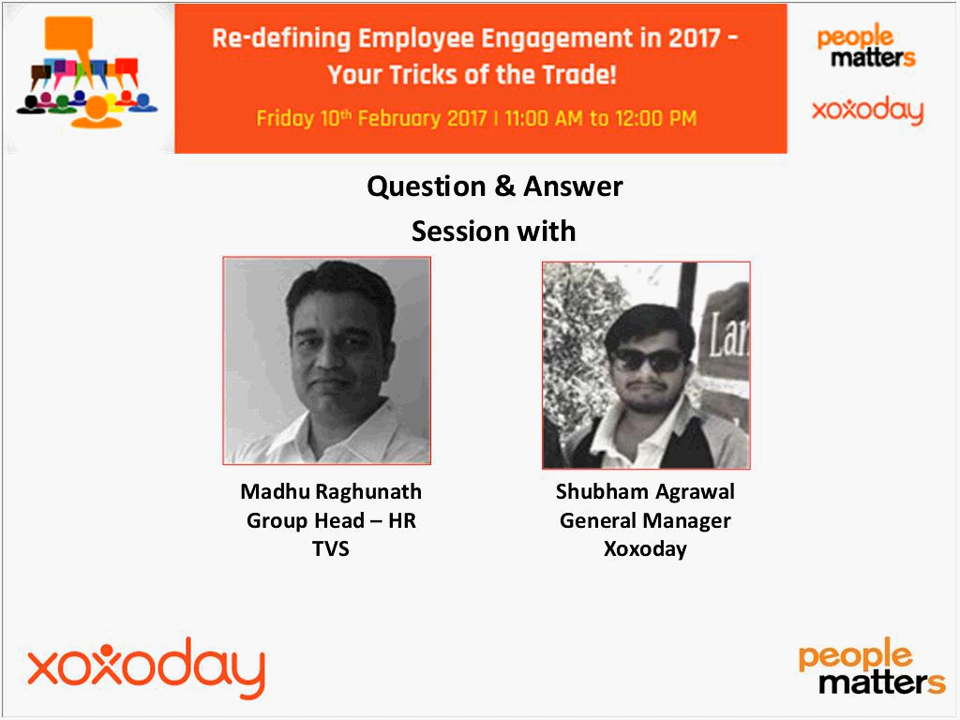 Re-defining Employee Engagement in 2017 -
Your Tricks of the Trade!
Friday 10th February 2017 | 11:00 AM to 12:00 PM
people
matters
xoxoday
Question & Answer
Session with
Lan
Madhu Raghunath
Group Head – HR
TVS
Shubham Agrawal
General Manager
Xoxoday
xoxoday
people
matters